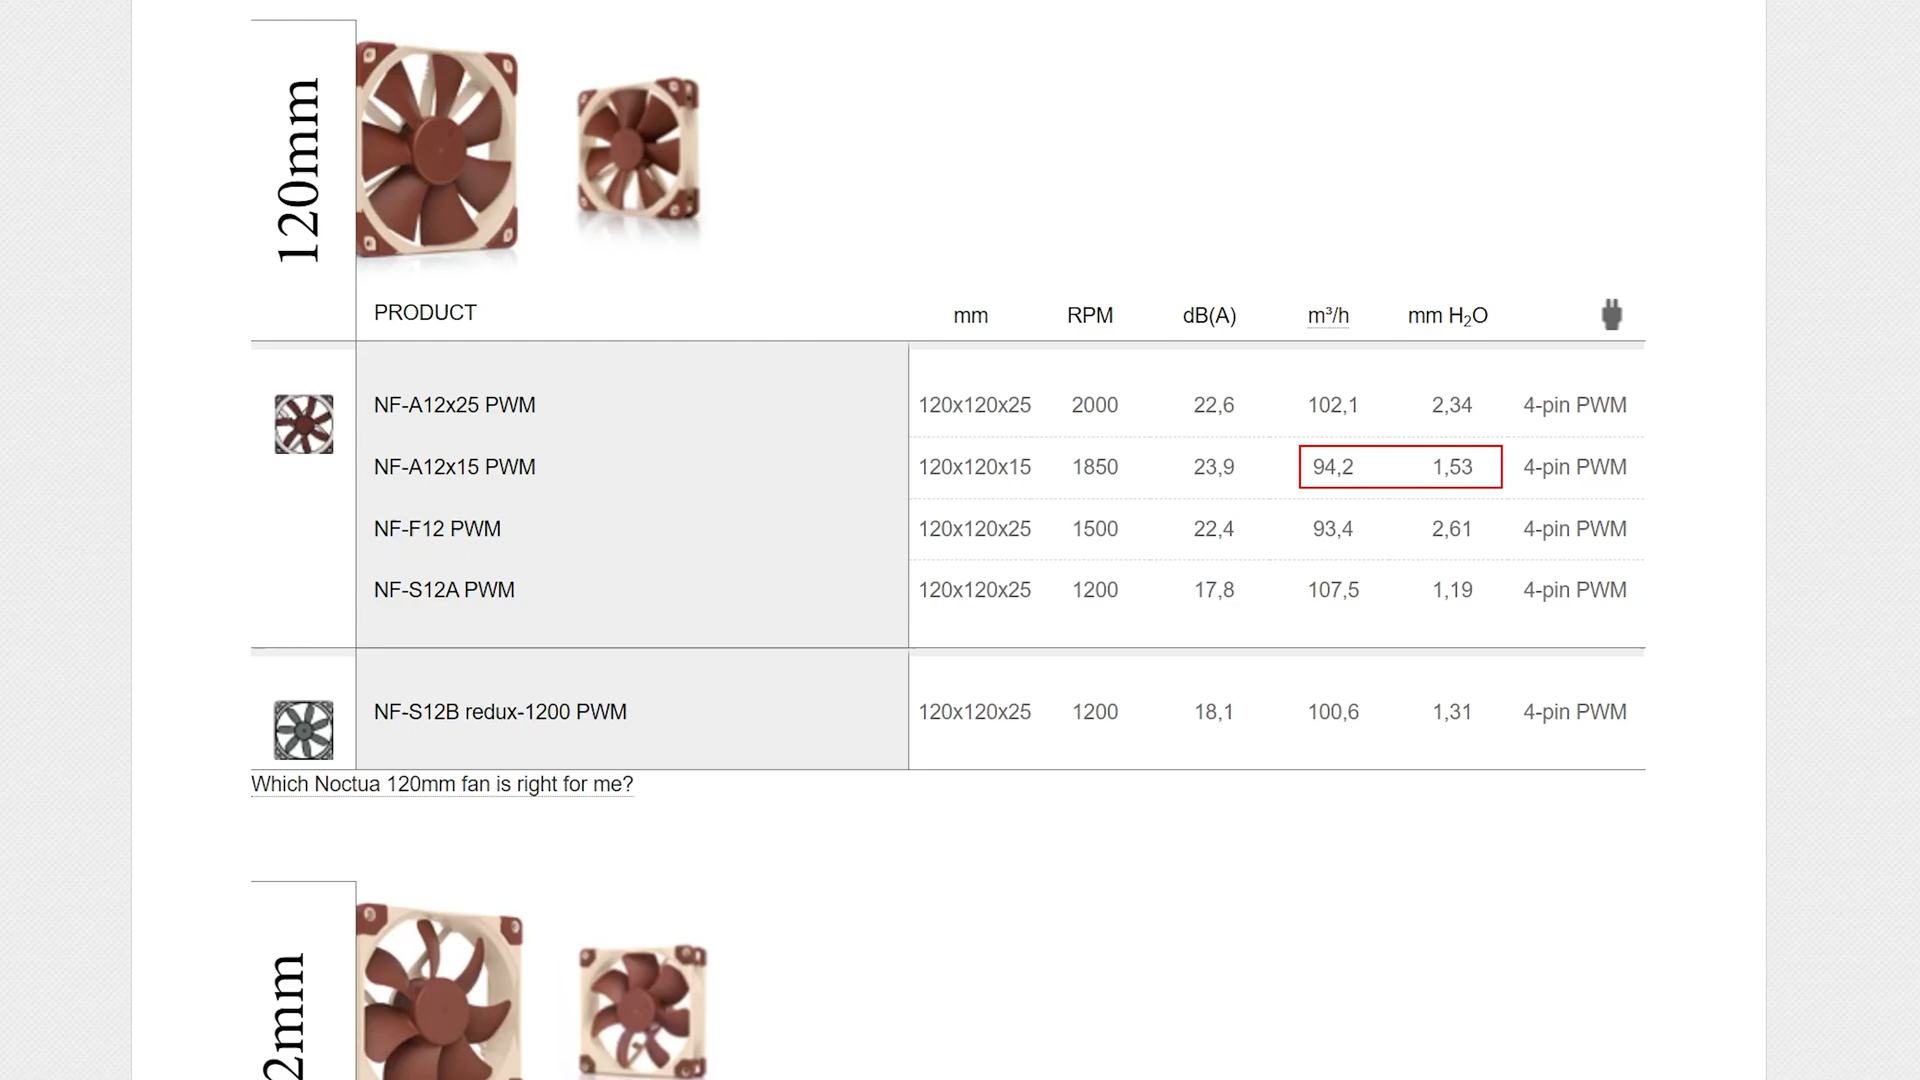 120mm
PRODUCT mm RPM dB(A) m³/h mm H₂O
NF-A12x25 PWM 120x120x25 2000 22,6 102,1 2,34 4-pin PWM
NF-A12x15 PWM 120x120x15 1850 23,9 94,2 1,53 4-pin PWM
NF-F12 PWM 120x120x25 1500 22,4 93,4 2,61 4-pin PWM
NF-S12A PWM 120x120x25 1200 17,8 107,5 1,19 4-pin PWM
NF-S12B redux-1200 PWM 120x120x25 1200 18,1 100,6 1,31 4-pin PWM
Which Noctua 120mm fan is right for me?
2mm